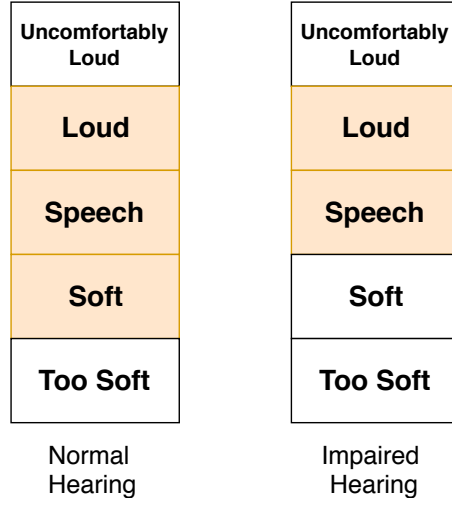 Uncomfortably
Loud
Loud
Speech
Soft
Too Soft
Normal
Hearing
Uncomfortably
Loud
Loud
Speech
Soft
Too Soft
Impaired
Hearing